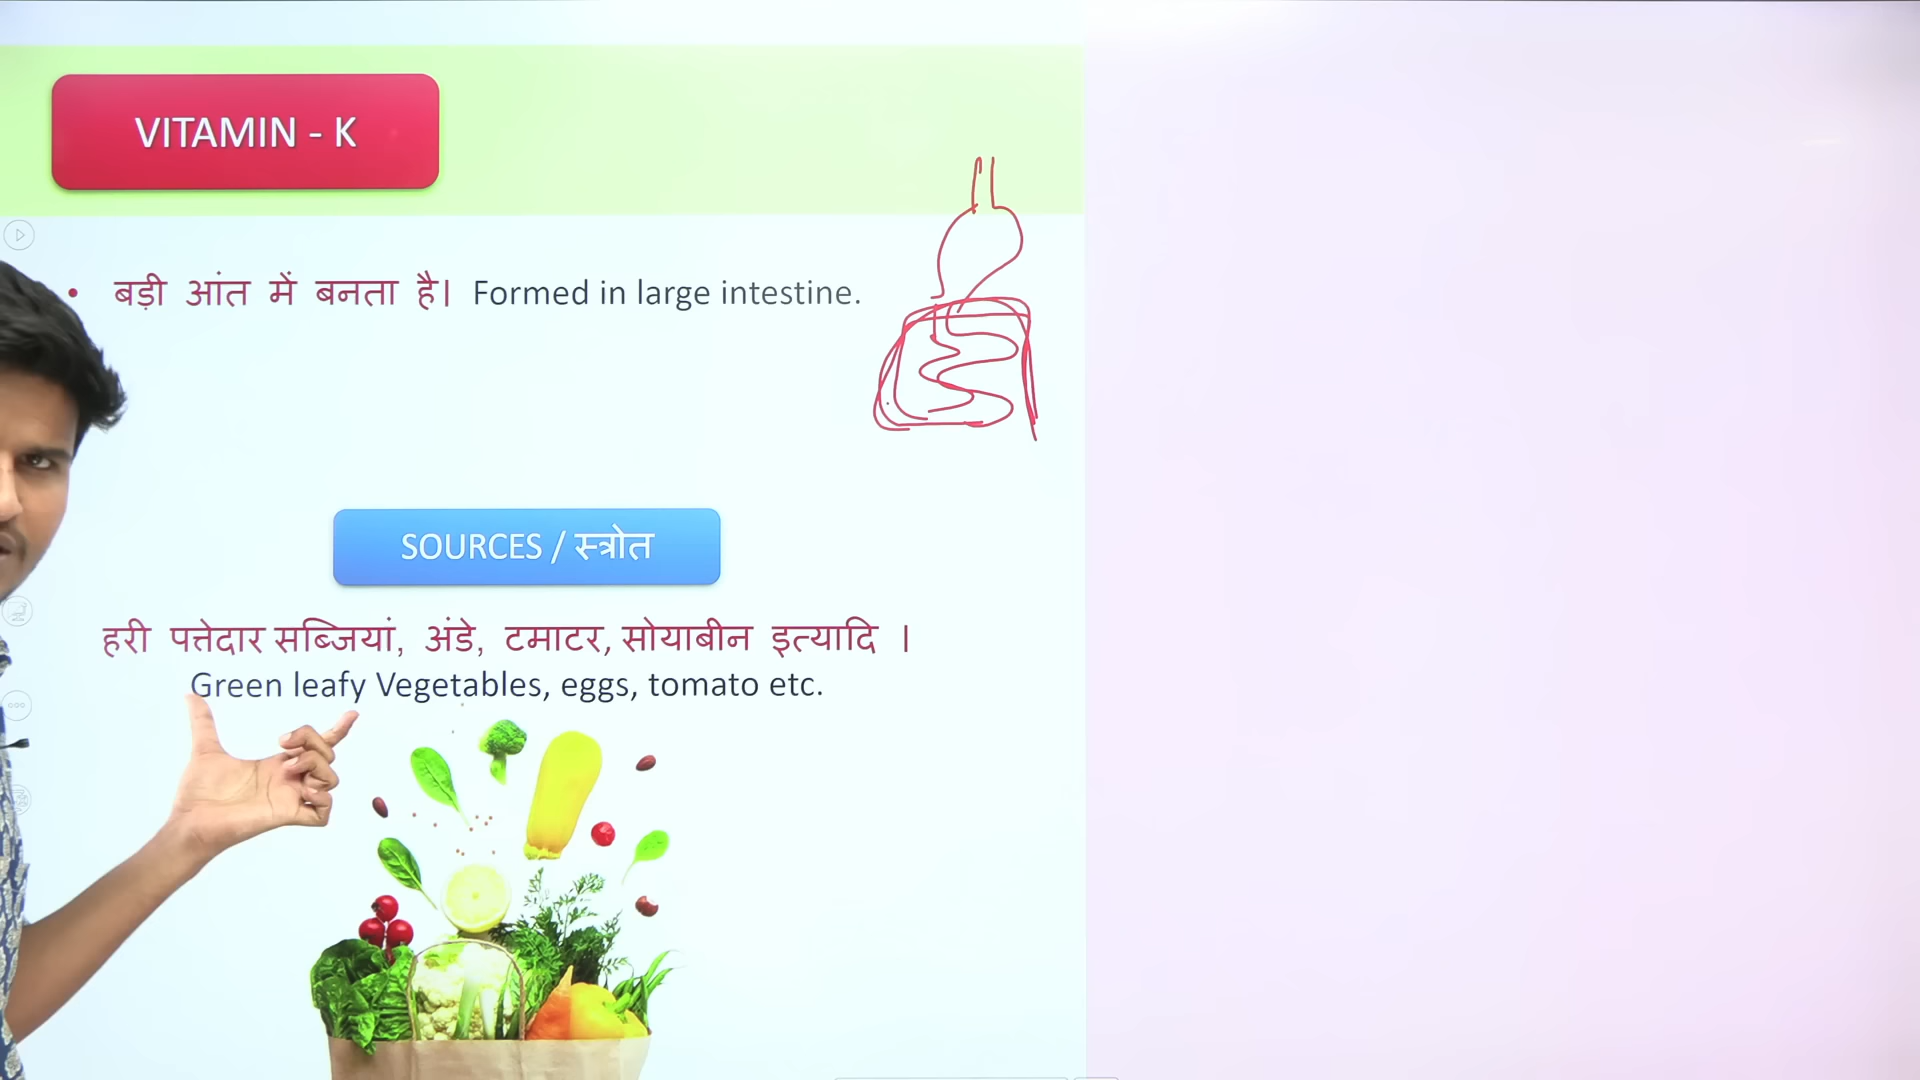 VITAMIN - K
• बड़ी आंत में बनता है। Formed in large intestine.
SOURCES / स्त्रोत
हरी पत्तेदार सब्जियां, अंडे, टमाटर, सोयाबीन इत्यादि ।
Green leafy Vegetables, eggs, tomato etc.